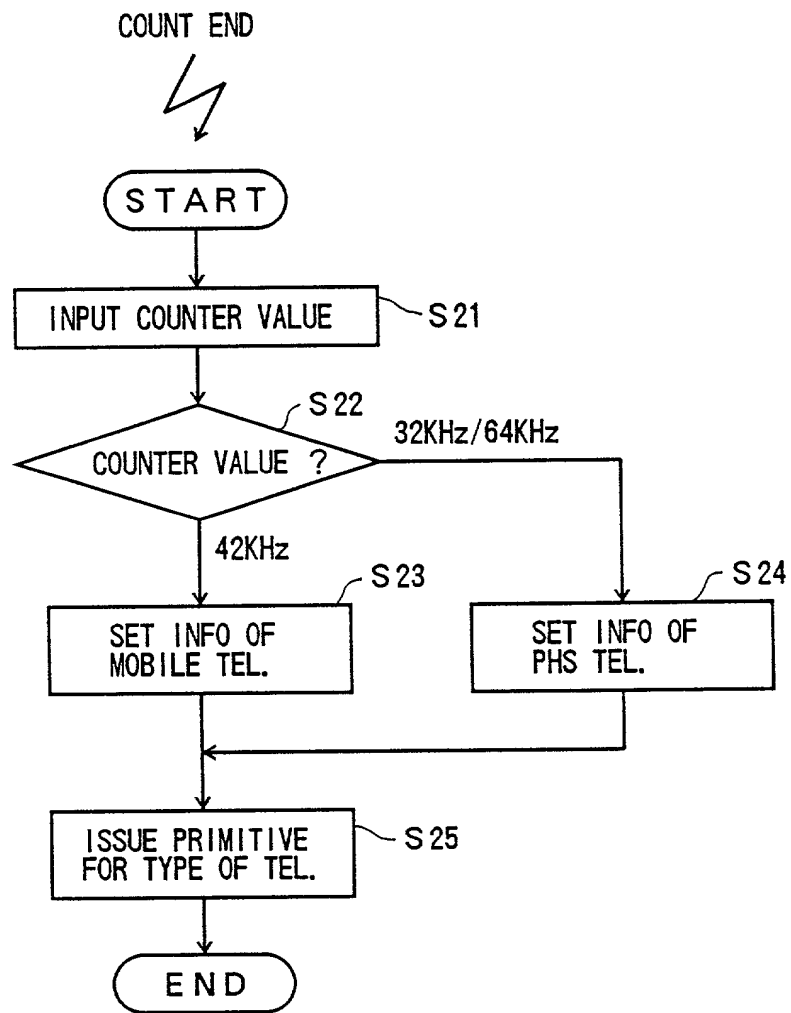 COUNT END
START
INPUT COUNTER VALUE
S21
S22
COUNTER VALUE ?
32KHz/64KHz
42KHz
S23
SET INFO OF
MOBILE TEL.
S24
SET INFO OF
PHS TEL.
ISSUE PRIMITIVE
FOR TYPE OF TEL.
S25
END